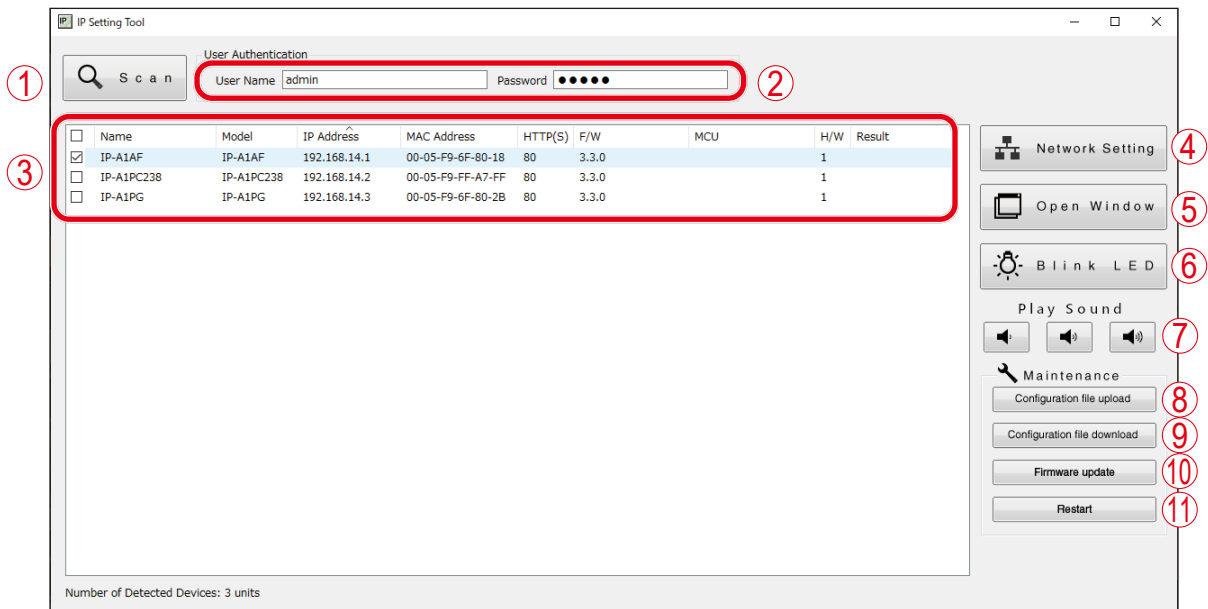 IP Setting Tool
① Scan User Authentication
User Name admin Password ●●●●● ②
③ Name Model IP Address MAC Address HTTP(S) F/W MCU H/W Result
IP-A1AF IP-A1AF 192.168.14.1 00-05-F9-6F-80-18 80 3.3.0 1
IP-A1PC238 IP-A1PC238 192.168.14.2 00-05-F9-FF-A7-FF 80 3.3.0 1
IP-A1PG IP-A1PG 192.168.14.3 00-05-F9-6F-80-2B 80 3.3.0 1
Network Setting ④
Open Window ⑤
Blink LED ⑥
Play Sound
⑦
Maintenance
Configuration file upload ⑧
Configuration file download ⑨
Firmware update ⑩
Restart ⑪
Number of Detected Devices: 3 units